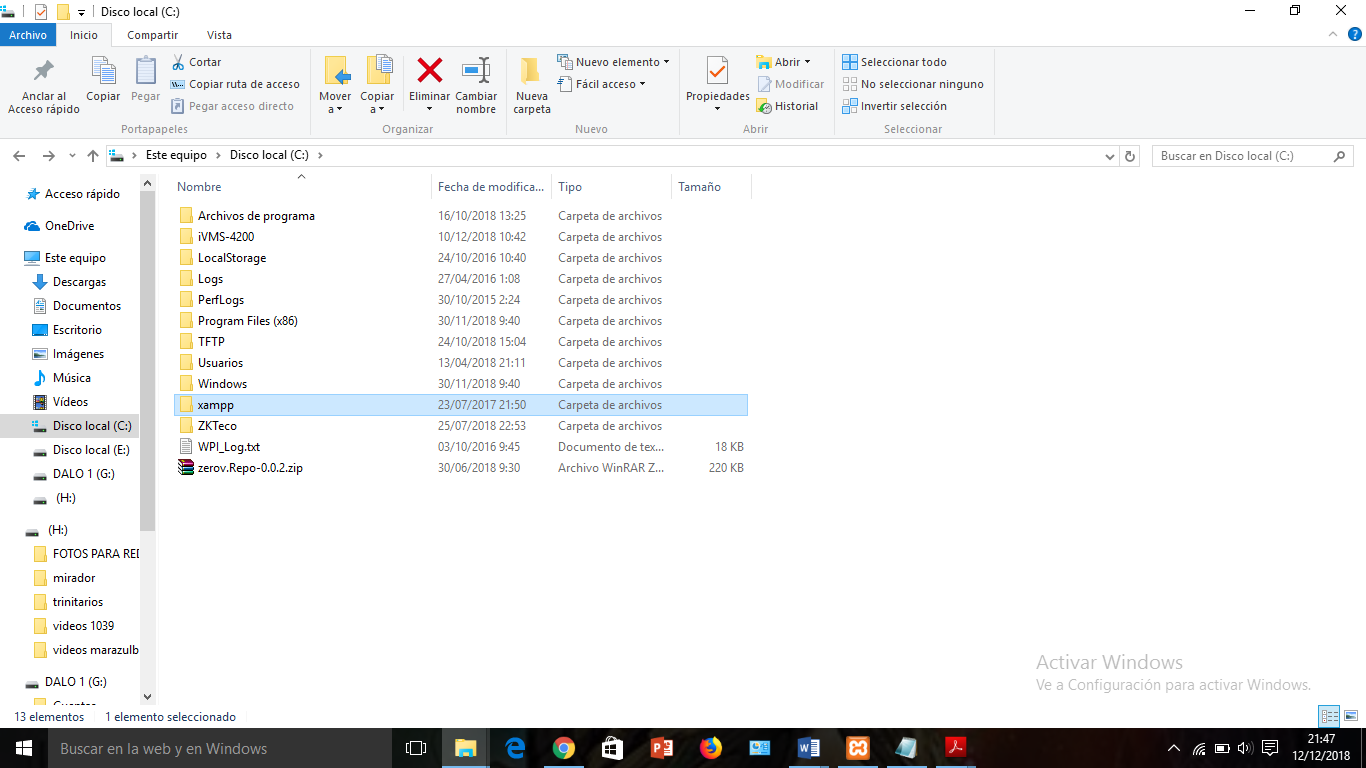 Disco local (C:)
Archivo Inicio Compartir Vista
Anclar al Acceso rápido
Copiar
Pegar
Cortar
Copiar ruta de acceso
Pegar acceso directo
Portapapeles
Mover a
Copiar a
Eliminar
Cambiar nombre
Organizar
Nueva carpeta
Nuevo elemento
Fácil acceso
Nuevo
Propiedades
Abrir
Modificar
Historial
Abrir
Seleccionar todo
No seleccionar ninguno
Invertir selección
Seleccionar
Este equipo > Disco local (C:) >
Buscar en Disco local (C:)
Acceso rápido
OneDrive
Este equipo
Descargas
Documentos
Escritorio
Imágenes
Música
Vídeos
Disco local (C:)
Disco local (E:)
DALO 1 (G:)
(H:)
(H:)
FOTOS PARA RED
mirador
trinitarios
videos 1039
videos marazulb
DALO 1 (G:)
Nombre Fecha de modifica... Tipo Tamaño
Archivos de programa 16/10/2018 13:25 Carpeta de archivos
iVMS-4200 10/12/2018 10:42 Carpeta de archivos
LocalStorage 24/10/2016 10:40 Carpeta de archivos
Logs 27/04/2016 1:08 Carpeta de archivos
PerfLogs 30/10/2015 2:24 Carpeta de archivos
Program Files (x86) 30/11/2018 9:40 Carpeta de archivos
TFTP 24/10/2018 15:04 Carpeta de archivos
Usuarios 13/04/2018 21:11 Carpeta de archivos
Windows 30/11/2018 9:40 Carpeta de archivos
xampp 23/07/2017 21:50 Carpeta de archivos
ZKTeco 25/07/2018 22:53 Carpeta de archivos
WPI_Log.txt 03/10/2016 9:45 Documento de tex... 18 KB
zerov.Repo-0.0.2.zip 30/06/2018 9:30 Archivo WinRAR Z... 220 KB
Activar Windows
Ve a Configuración para activar Windows.
13 elementos 1 elemento seleccionado
Buscar en la web y en Windows
21:47
12/12/2018